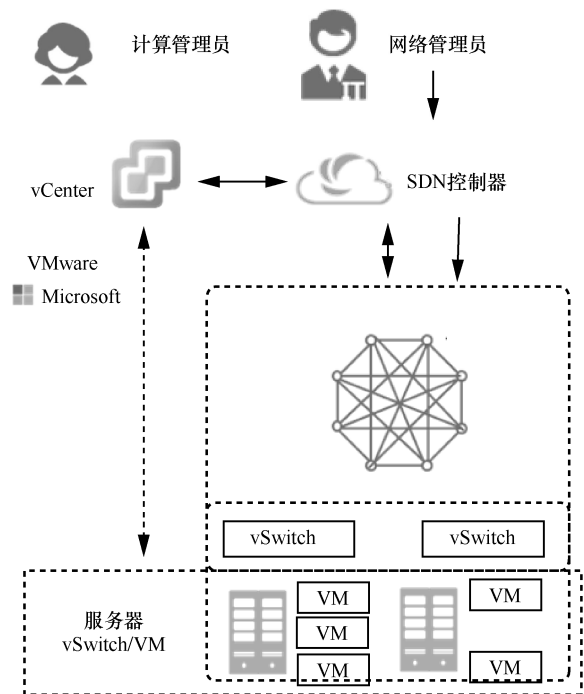 计算管理员
网络管理员
vCenter
SDN控制器
VMware
Microsoft
vSwitch
vSwitch
服务器
vSwitch/VM
VM
VM
VM
VM
VM